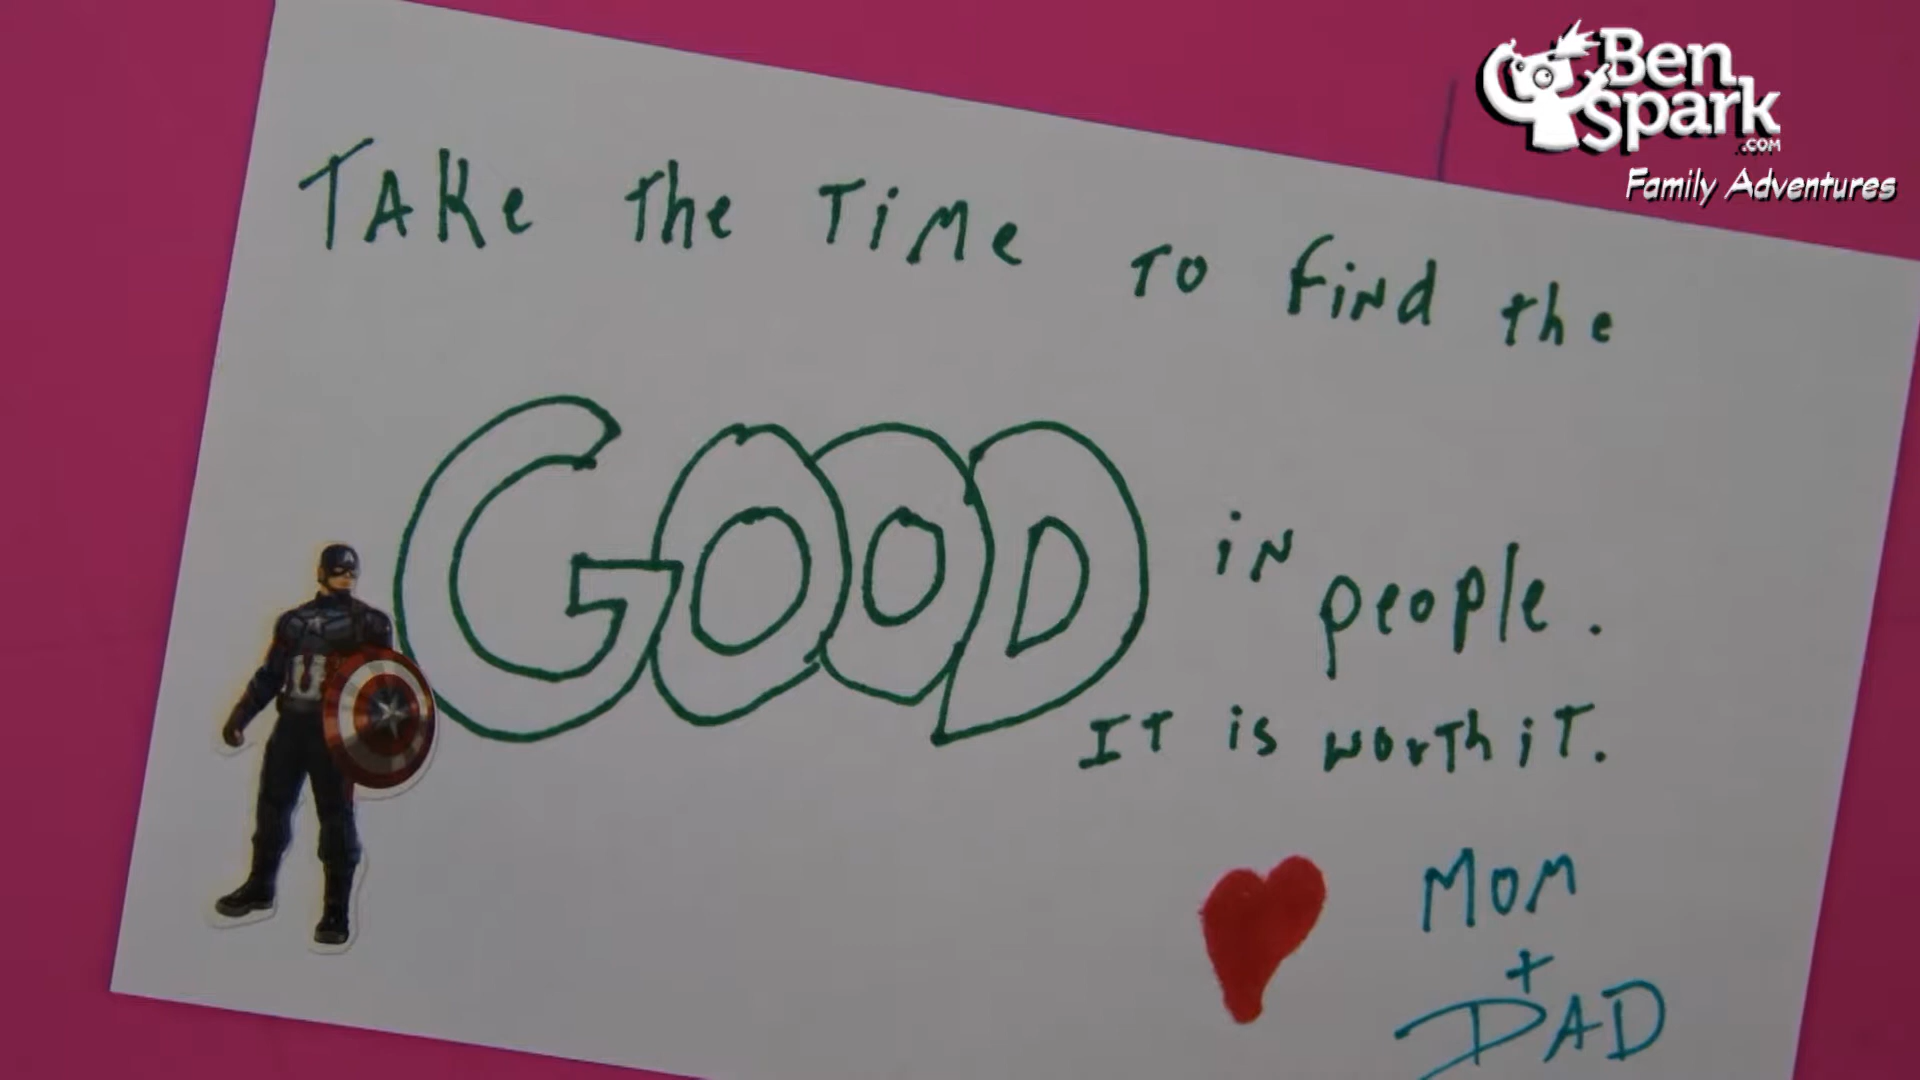 Ben
Spark
.com
Family Adventures
TAKe the TiMe TO find the
GOOD iN people.
IT is worTh iT.
MOM
+
DAD